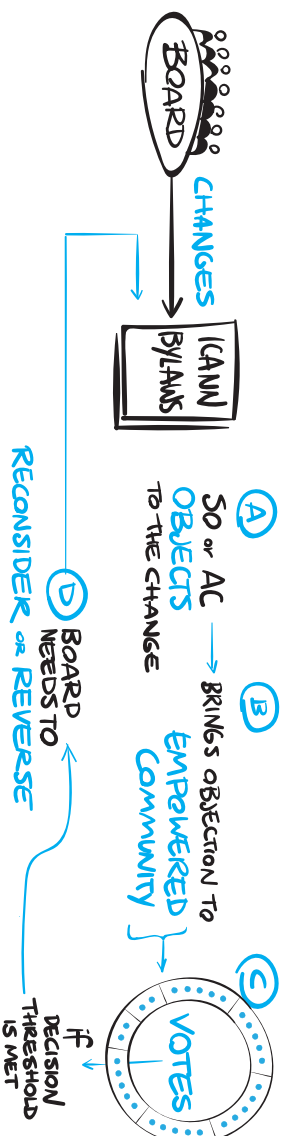 BOARD
CHANGES
ICANN
BYLAWS
A
SO or AC
OBJECTS
TO THE CHANGE
B
BRINGS OBJECTION TO
EMPOWERED
COMMUNITY
C
VOTES
if
DECISION
THRESHOLD
IS MET
D
BOARD
NEEDS TO
RECONSIDER OR REVERSE